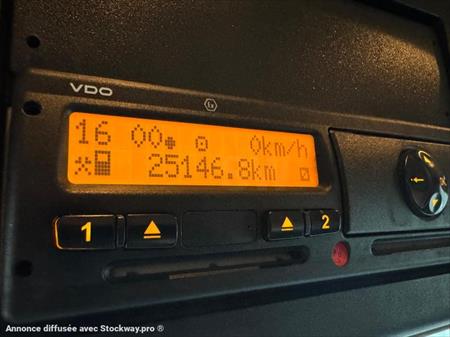 VDO
16 00 0km/h
25146.8km
1
2
Annonce diffusée avec Stockway.pro ®